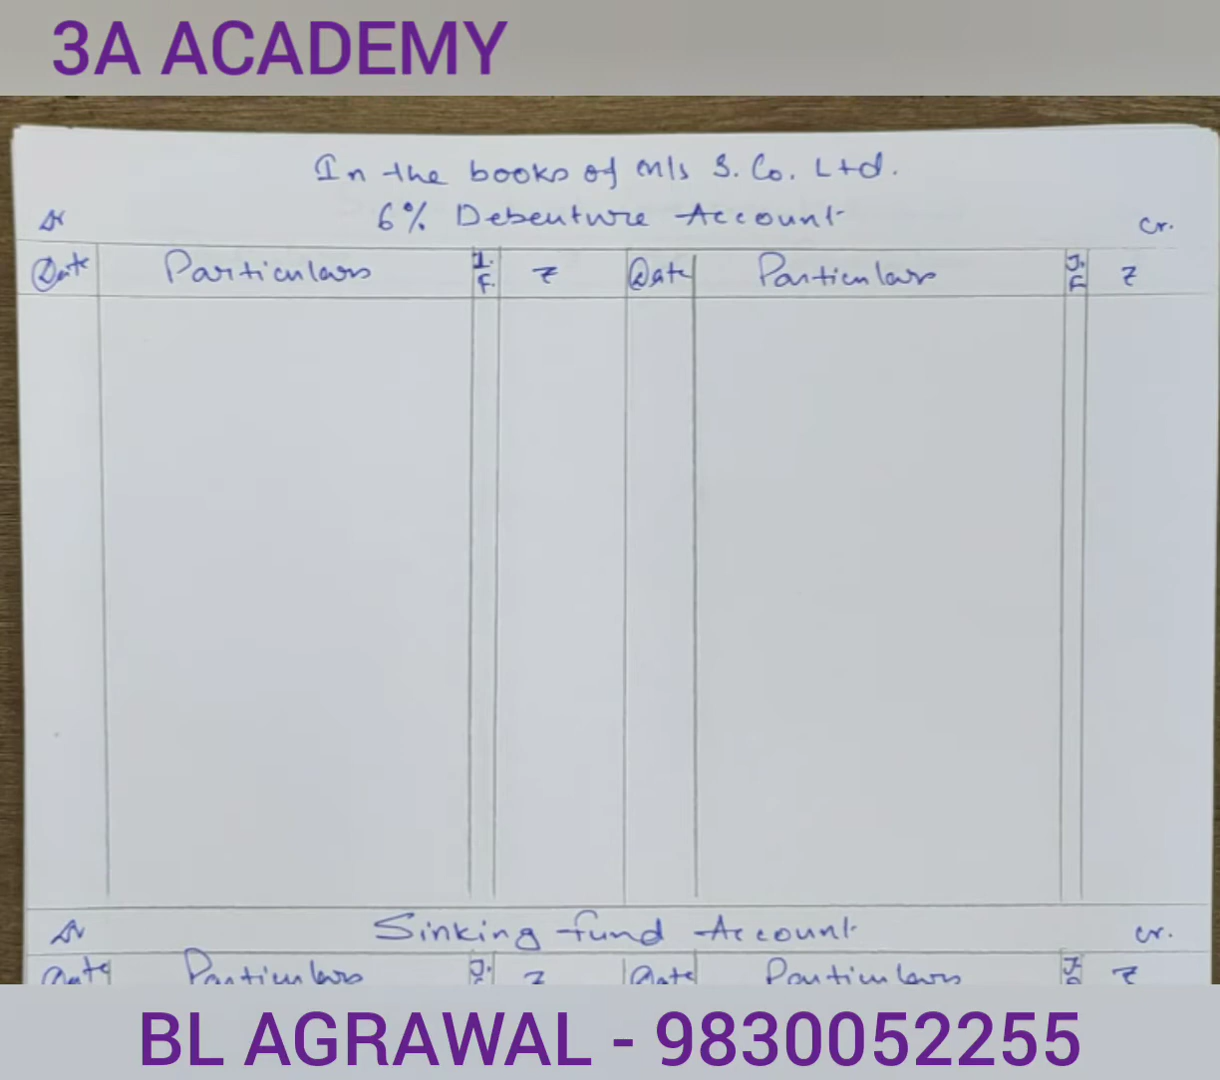 3A ACADEMY
In the books of M/s S. Co. Ltd.
Dr 6% Debenture Account Cr.
Date Particulars J.F. ₹ Date Particulars J.F. ₹
Dr Sinking Fund Account Cr.
Date Particulars J. ₹ Date Particulars J.F ₹
BL AGRAWAL - 9830052255